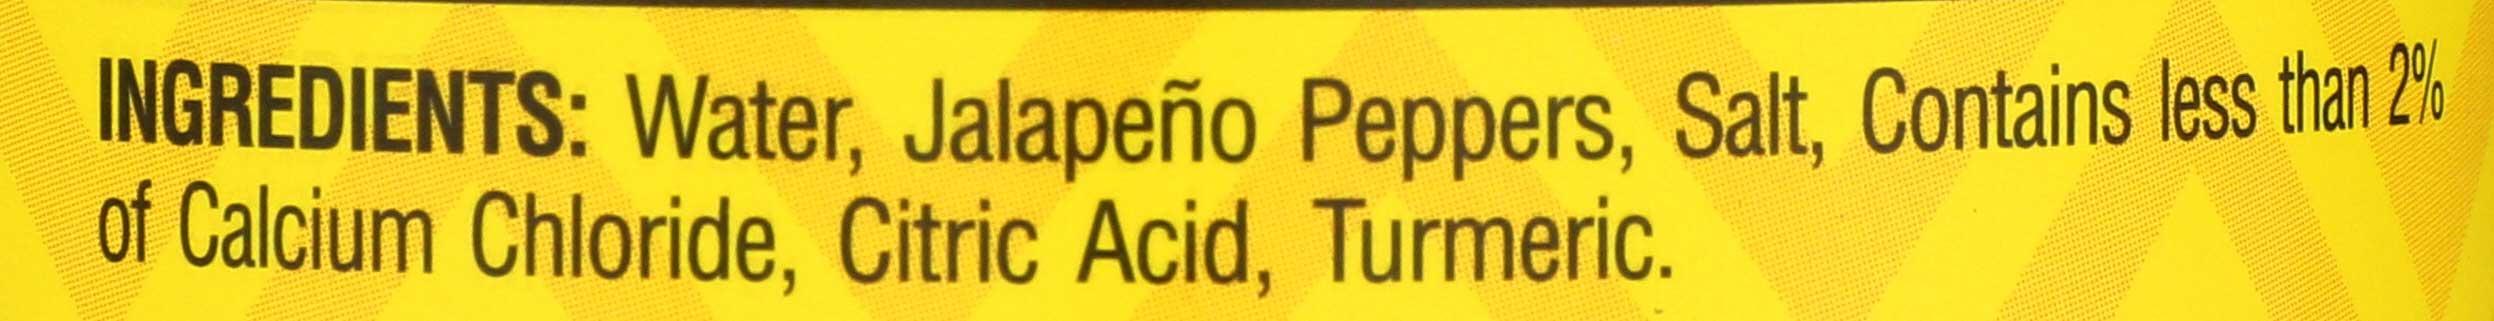 INGREDIENTS: Water, Jalapeño Peppers, Salt, Contains less than 2%
of Calcium Chloride, Citric Acid, Turmeric.